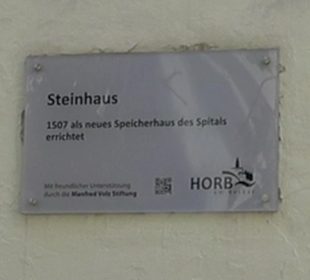 Steinhaus
1507 als neues Speicherhaus des Spitals
errichtet
Mit freundlicher Unterstützung
durch die Manfred Volz Stiftung
HORB